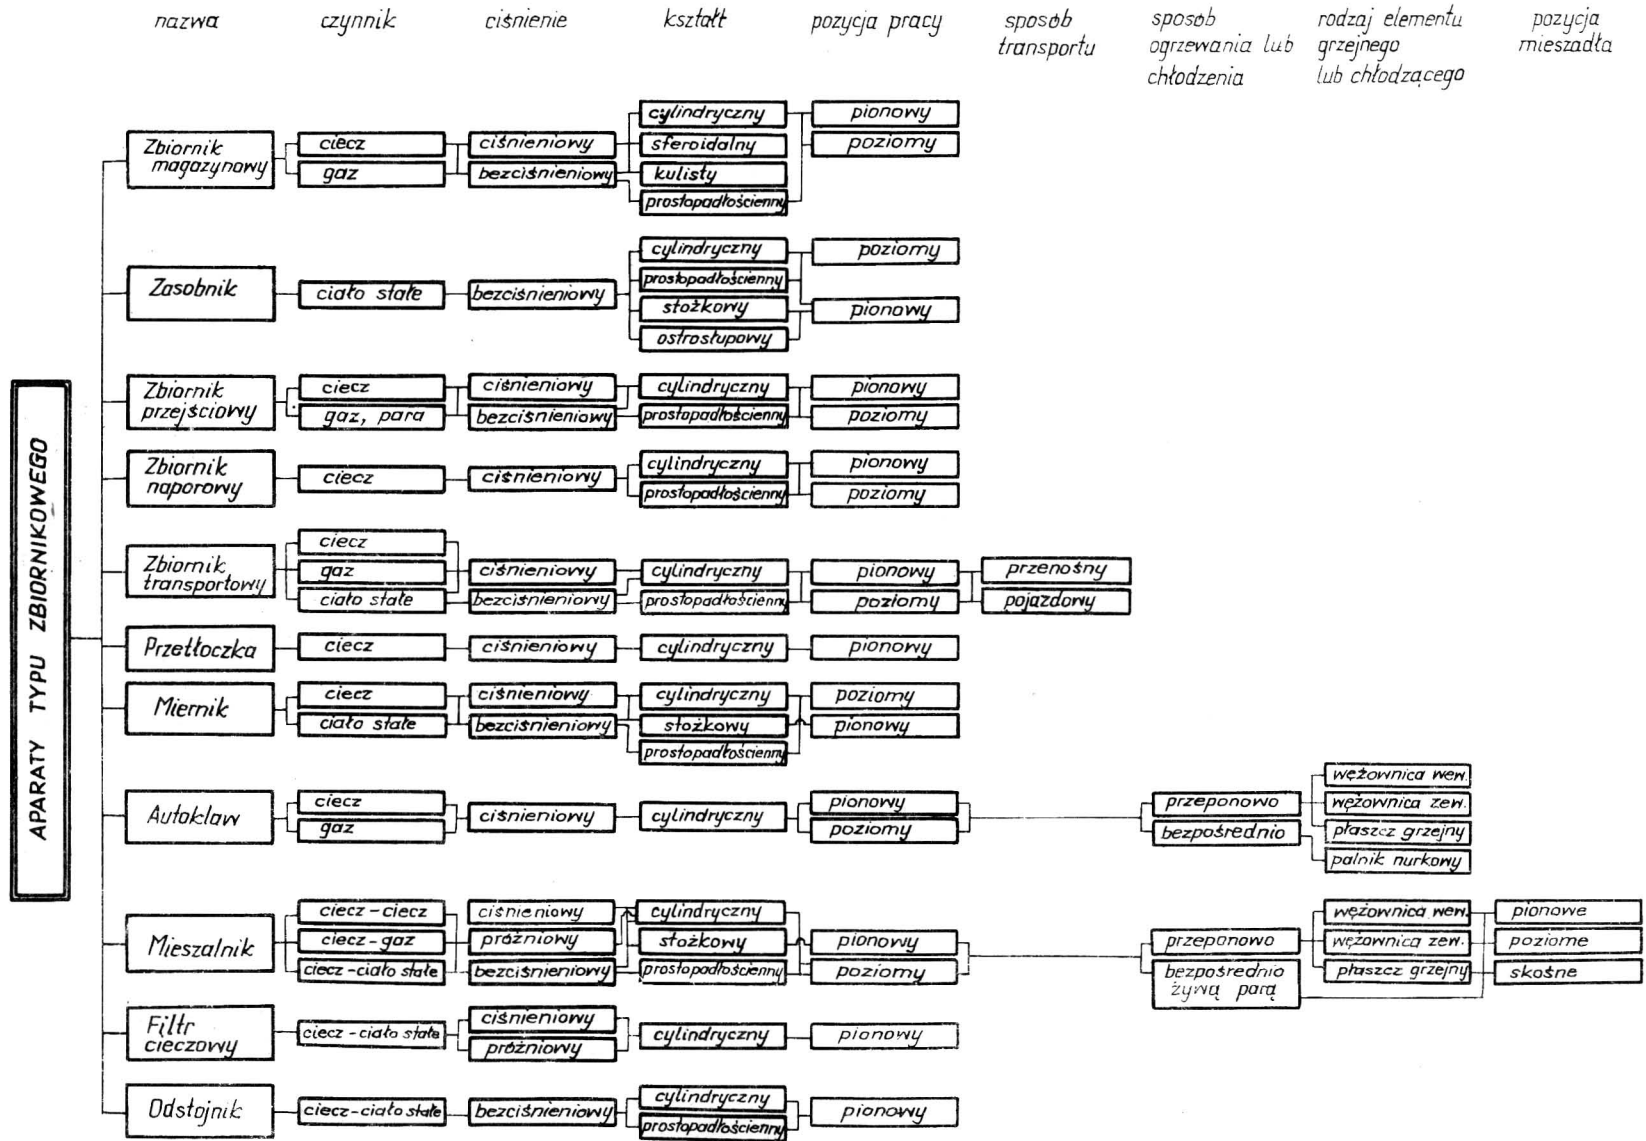 nazwa
czynnik
ciśnienie
kształt
pozycja pracy
sposób
transportu
sposób
ogrzewania lub
chłodzenia
rodzaj elementu
grzejnego
lub chłodzącego
pozycja
mieszadła
APARATY TYPU ZBIORNIKOWEGO
Zbiornik
magazynowy
ciecz
gaz
ciśnieniowy
bezciśnieniowy
cylindryczny
sferoidalny
kulisty
prostopadłościenny
pionowy
poziomy
Zasobnik
ciało stałe
bezciśnieniowy
cylindryczny
prostopadłościenny
stożkowy
ostrosłupowy
poziomy
pionowy
Zbiornik
przejściowy
ciecz
gaz, para
ciśnieniowy
bezciśnieniowy
cylindryczny
prostopadłościenny
pionowy
poziomy
Zbiornik
naporowy
ciecz
ciśnieniowy
cylindryczny
prostopadłościenny
pionowy
poziomy
Zbiornik
transportowy
ciecz
gaz
ciało stałe
ciśnieniowy
bezciśnieniowy
cylindryczny
prostopadłościenny
pionowy
poziomy
przenośny
pojazdowy
Przetłoczka
ciecz
ciśnieniowy
cylindryczny
pionowy
Miernik
ciecz
ciało stałe
ciśnieniowy
bezciśnieniowy
cylindryczny
stożkowy
prostopadłościenny
poziomy
pionowy
Autoklaw
ciecz
gaz
ciśnieniowy
cylindryczny
pionowy
poziomy
przeponowo
bezpośrednio
wężownica wew.
wężownica zew.
płaszcz grzejny
palnik nurkowy
Mieszalnik
ciecz-ciecz
ciecz-gaz
ciecz-ciało stałe
ciśnieniowy
próżniowy
bezciśnieniowy
cylindryczny
stożkowy
prostopadłościenny
pionowy
poziomy
przeponowo
bezpośrednio
żywą parą
wężownica wew.
wężownica zew.
płaszcz grzejny
pionowe
poziome
skośne
Filtr
cieczowy
ciecz-ciało stałe
ciśnieniowy
próżniowy
cylindryczny
pionowy
Odstojnik
ciecz-ciało stałe
bezciśnieniowy
cylindryczny
prostopadłościenny
pionowy